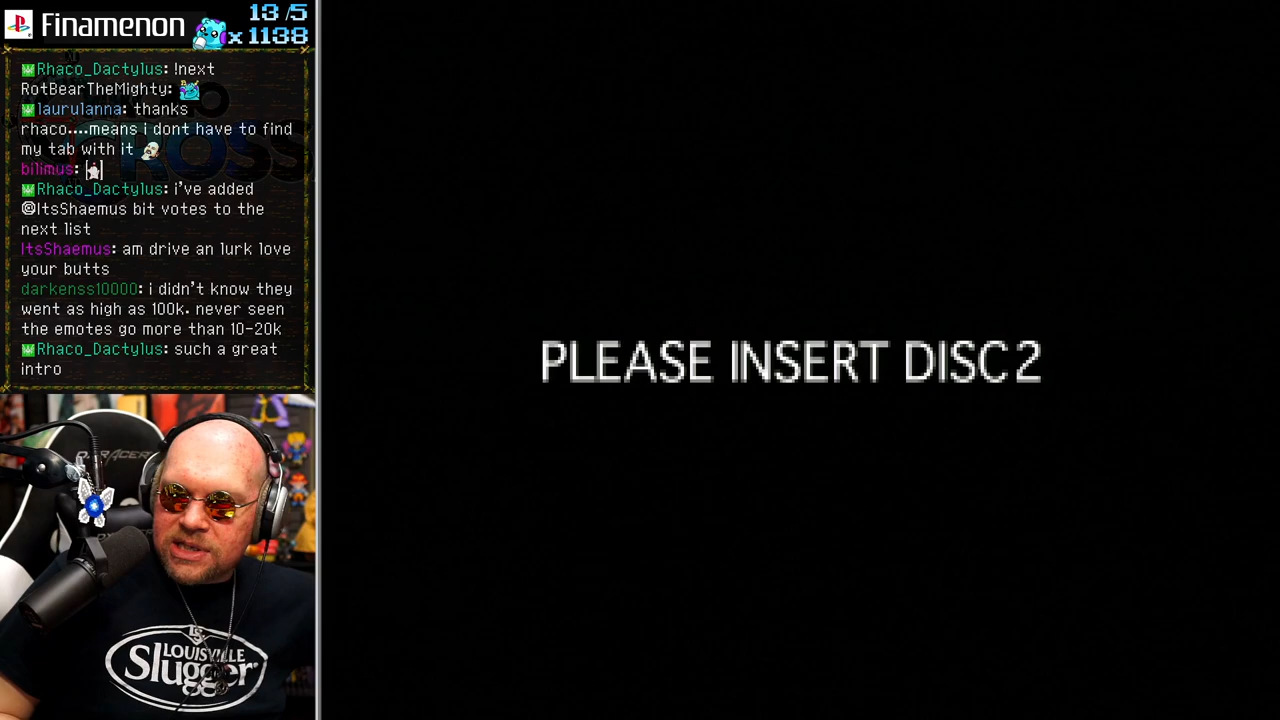 Finamenon
13/5
x1138
Rhaco_Dactylus: !next
RotBearTheMighty:
laurulanna: thanks
rhaco....means i dont have to find
my tab with it
bilimus:
Rhaco_Dactylus: i've added
@ItsShaemus bit votes to the
next list
ItsShaemus: am drive an lurk love
your butts
darkenss10000: i didn't know they
went as high as 100k. never seen
the emotes go more than 10-20k
Rhaco_Dactylus: such a great
intro
CROSS
PLEASE INSERT DISC 2
LS
LOUISVILLE
Slugger